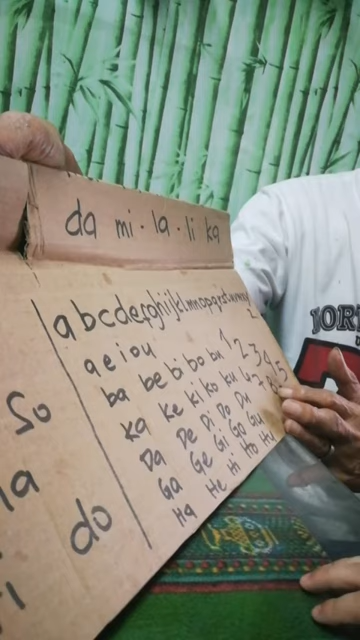 da mi · la · li ka
abcdefghijklmnopqrstuvwxyz
a e i o u
ba be bi bo bu 1 2 3 4 5
ka ke ki ko ku
Da De Di Do Du
Ga Ge Gi Go Gu
Ha He Hi Ho Hu
So
la
do
JOR